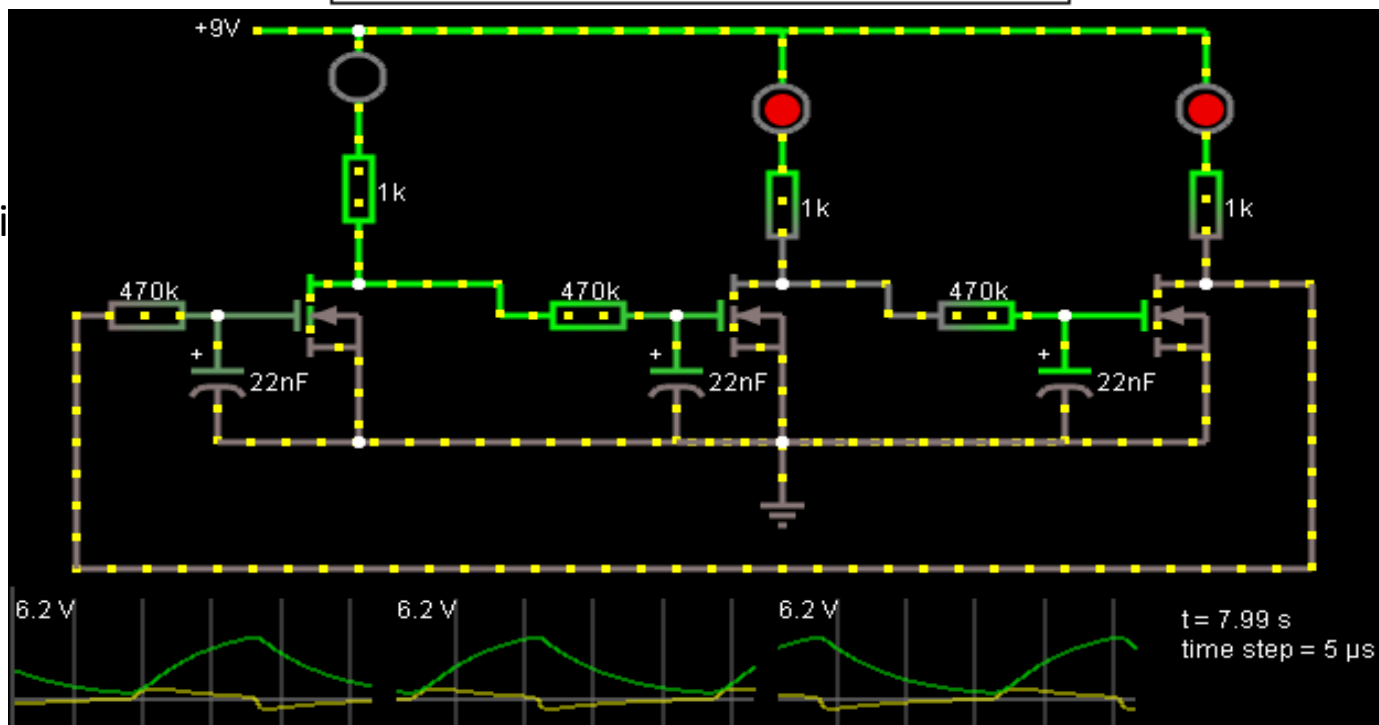 +9V
1k
1k
1k
i
470k
470k
470k
+
22nF
+
22nF
+
22nF
6.2 V
6.2 V
6.2 V
t = 7.99 s
time step = 5 µs